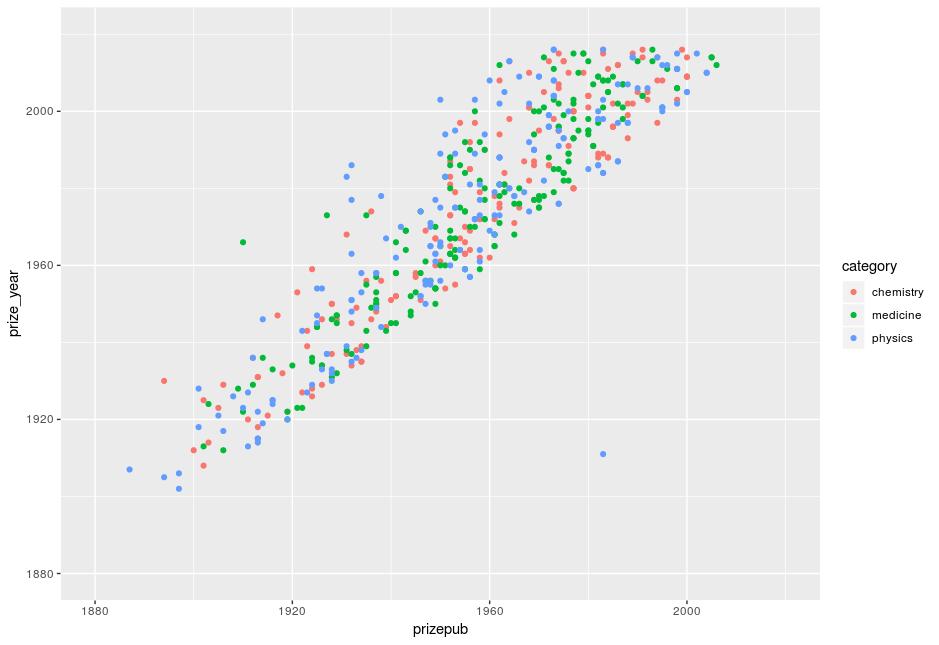 2000
1960
1920
1880
prize_year
1880
1920
1960
2000
prizepub
category
chemistry
medicine
physics